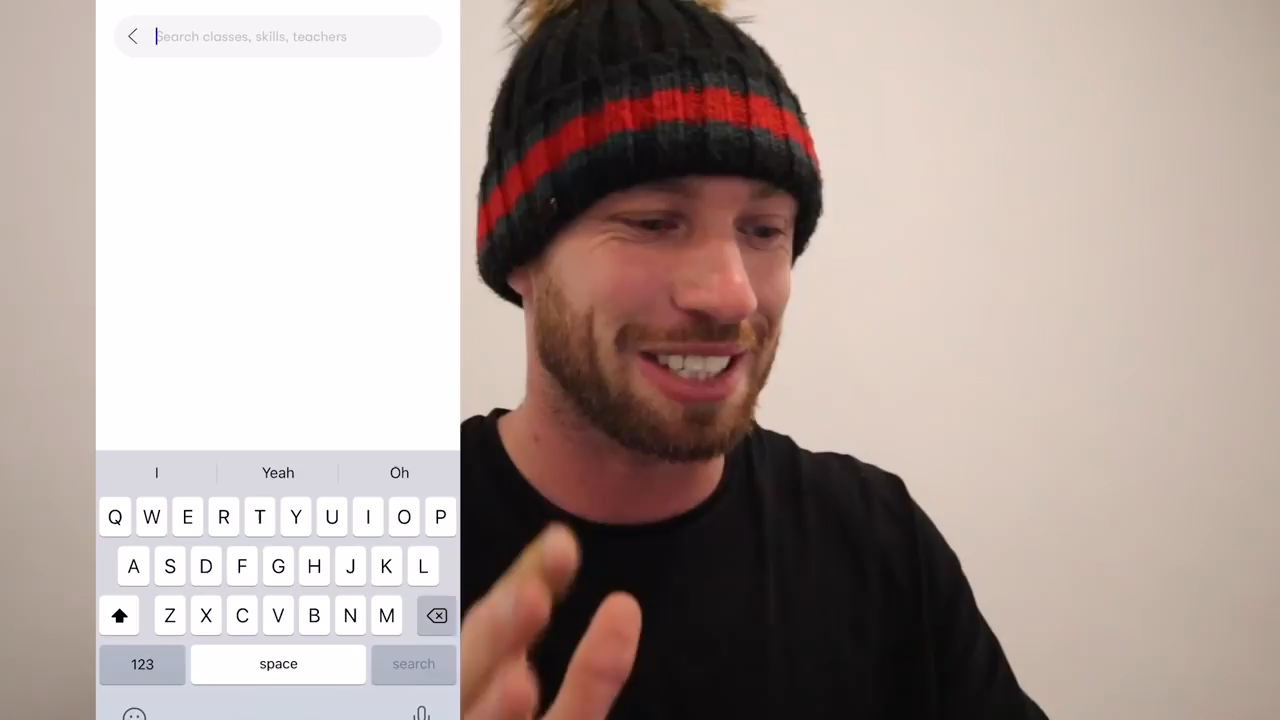 Search classes, skills, teachers
I Yeah Oh
Q W E R T Y U I O P
A S D F G H J K L
Z X C V B N M
123 space search